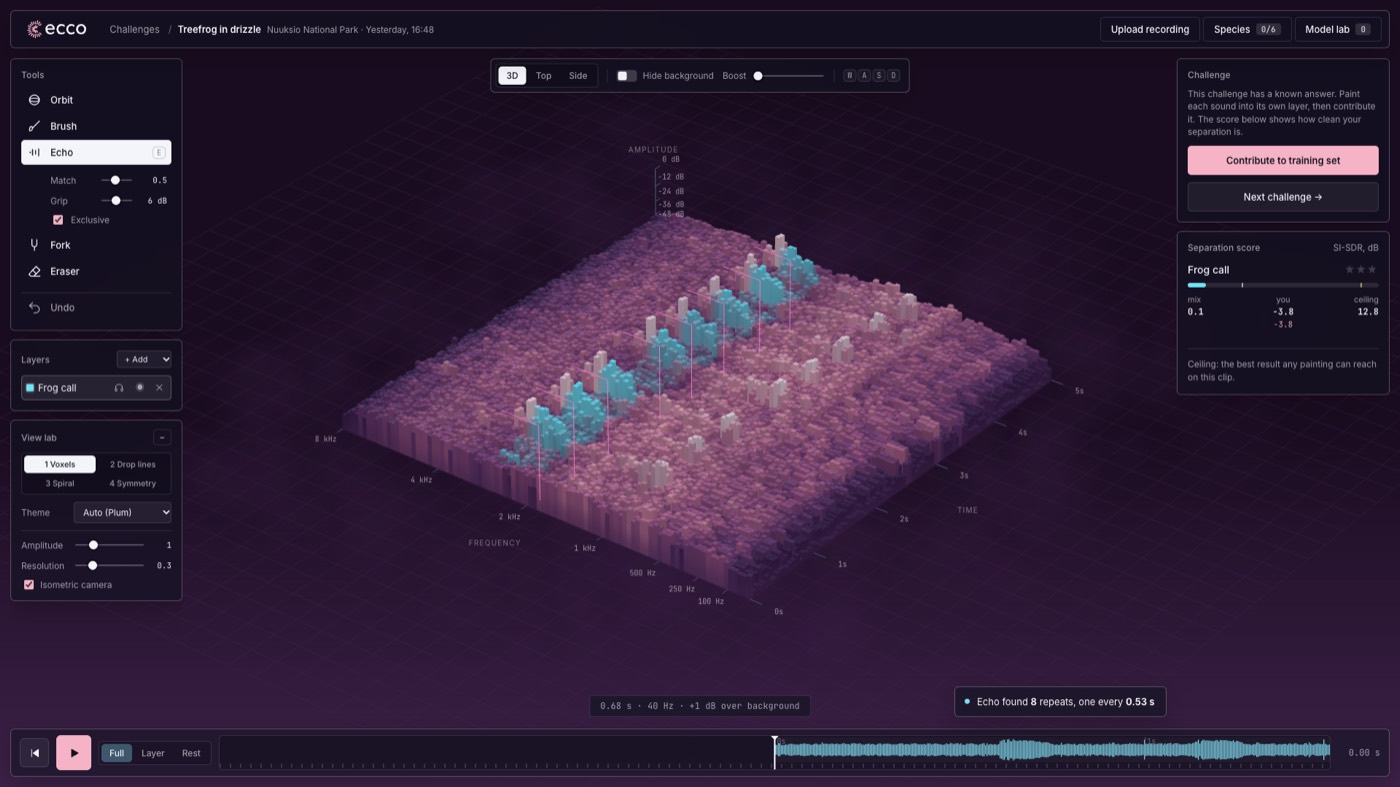 ecco
Challenges / Treefrog in drizzle Nuuksio National Park · Yesterday, 16:48
Upload recording
Species 0/6
Model lab 0
Tools
Orbit
Brush
Echo E
Match 0.5
Grip 6 dB
Exclusive
Fork
Eraser
Undo
Layers + Add
Frog call
View lab –
1 Voxels 2 Drop lines
3 Spiral 4 Symmetry
Theme Auto (Plum)
Amplitude 1
Resolution 0.3
Isometric camera
3D Top Side Hide background Boost W A S D
AMPLITUDE
0 dB
-12 dB
-24 dB
-36 dB
-48 dB
8 kHz
4 kHz
2 kHz
1 kHz
500 Hz
250 Hz
100 Hz
FREQUENCY
0s
1s
2s
3s
4s
5s
TIME
Challenge
This challenge has a known answer. Paint
each sound into its own layer, then contribute
it. The score below shows how clean your
separation is.
Contribute to training set
Next challenge →
Separation score SI-SDR, dB
Frog call ★★★
mix you ceiling
0.1 -3.8 12.8
-3.8
Ceiling: the best result any painting can reach
on this clip.
0.68 s · 40 Hz · +1 dB over background
Echo found 8 repeats, one every 0.53 s
Full Layer Rest
1s
0.00 s